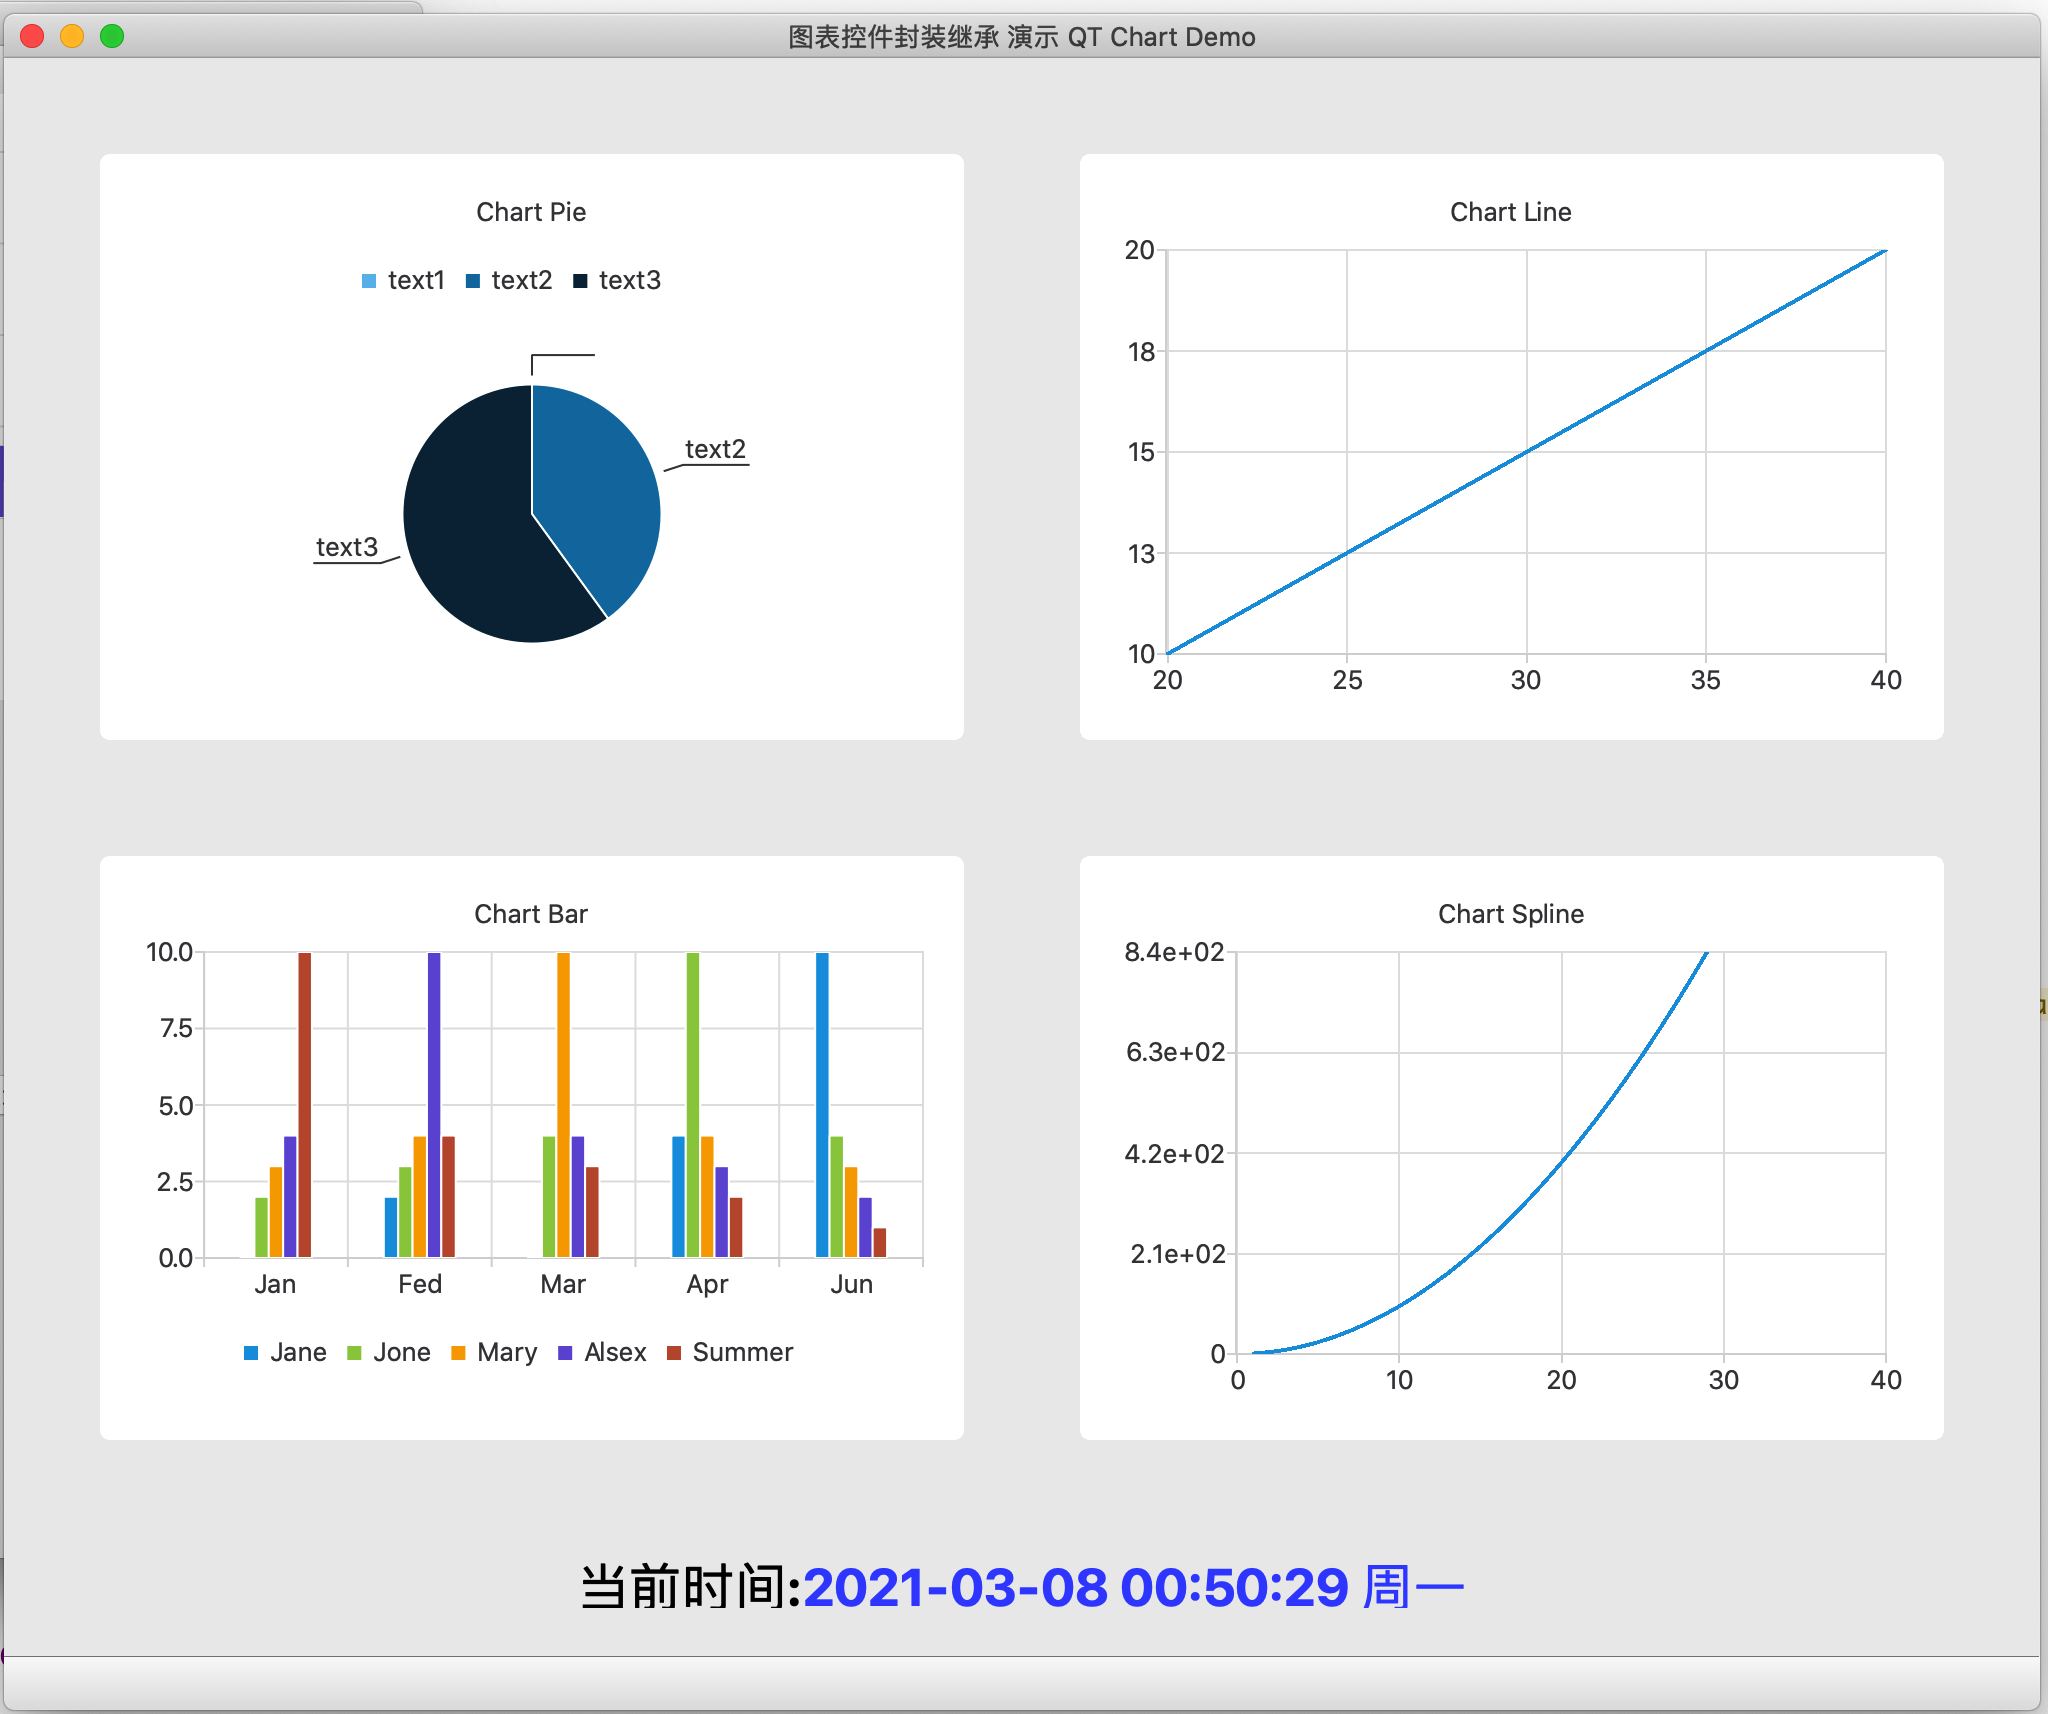 图表控件封装继承 演示 QT Chart Demo
Chart Pie
text1 text2 text3
text2
text3
Chart Line
20
18
15
13
10
20 25 30 35 40
Chart Bar
10.0
7.5
5.0
2.5
0.0
Jan Fed Mar Apr Jun
Jane Jone Mary Alsex Summer
Chart Spline
8.4e+02
6.3e+02
4.2e+02
2.1e+02
0
0 10 20 30 40
当前时间:2021-03-08 00:50:29 周一